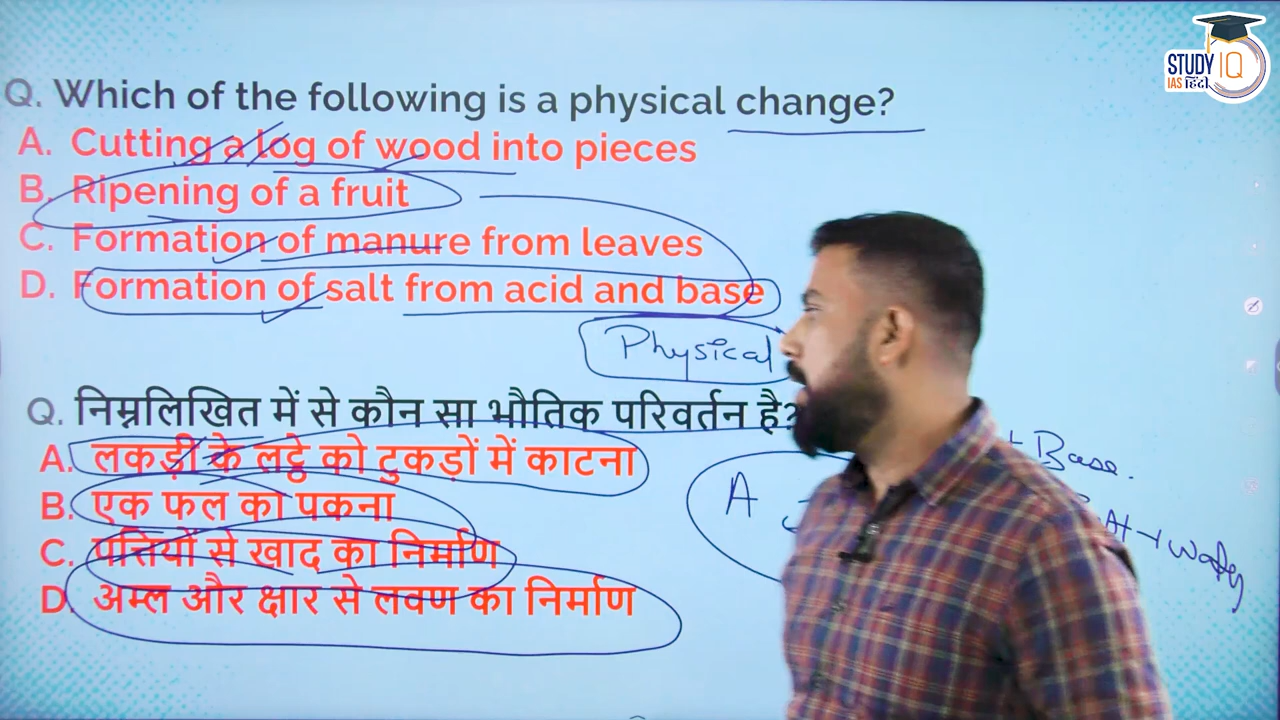 STUDY IQ
IAS हिंदी
Q. Which of the following is a physical change?
A. Cutting a log of wood into pieces
B. Ripening of a fruit
C. Formation of manure from leaves
D. Formation of salt from acid and base
Physical
Q. निम्नलिखित में से कौन सा भौतिक परिवर्तन है?
A. लकड़ी के लट्ठे को टुकड़ों में काटना
B. एक फल का पकना
C. पत्तियों से खाद का निर्माण
D. अम्ल और क्षार से लवण का निर्माण
+ Base.
A